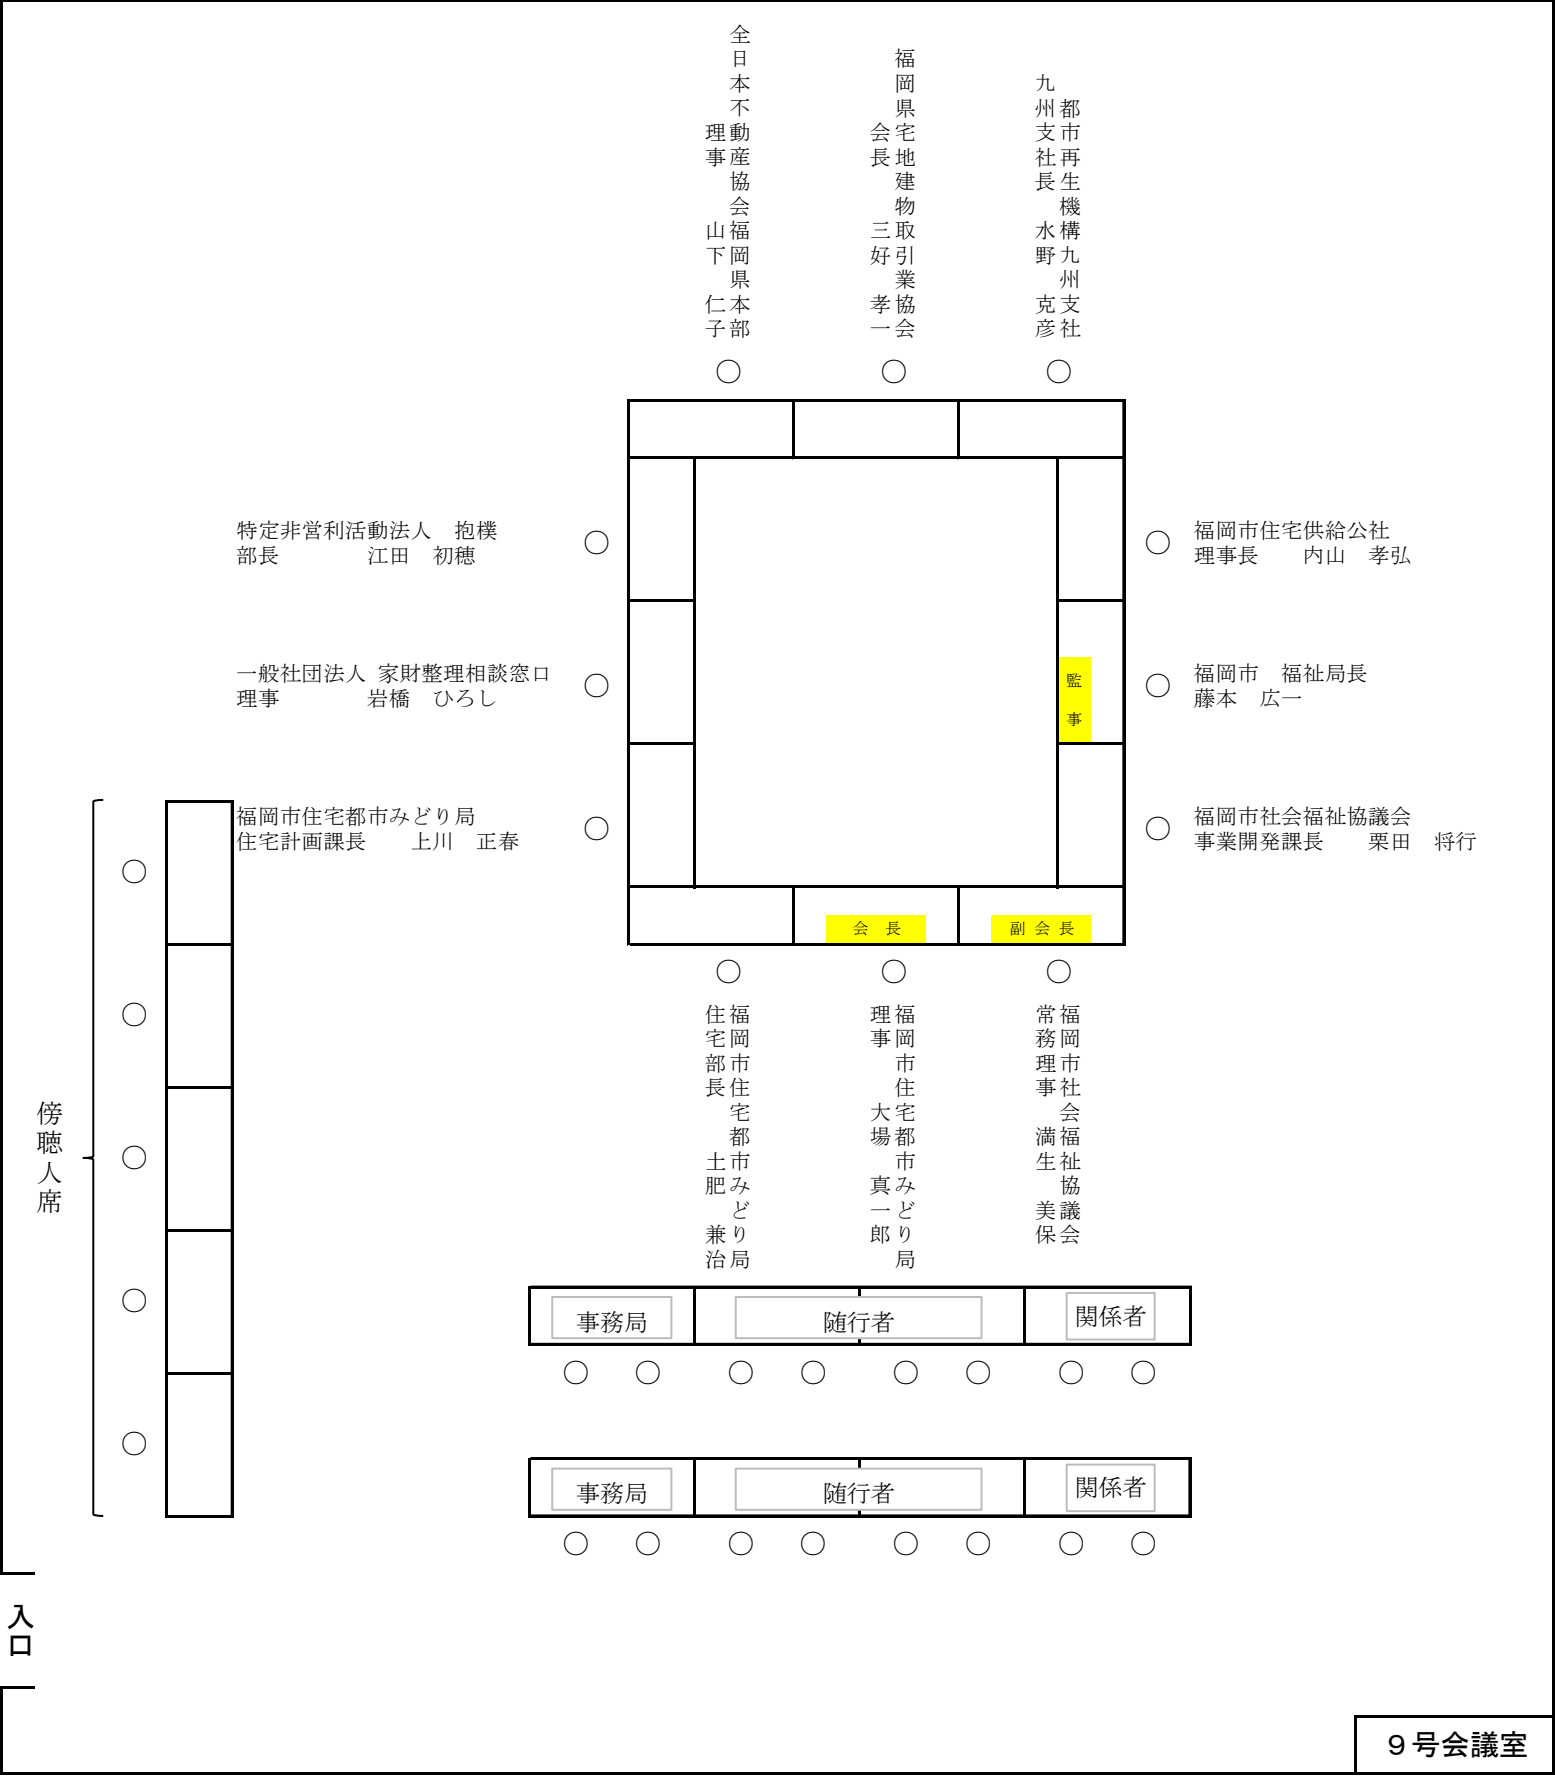 都市再生機構九州支社
九州支社長　水野　克彦
福岡県宅地建物取引業協会
会長　三好　孝一
全日本不動産協会福岡県本部
理事　山下　仁子
特定非営利活動法人　抱樸
部長　江田　初穂
福岡市住宅供給公社
理事長　内山　孝弘
一般社団法人 家財整理相談窓口
理事　岩橋　ひろし
監事
福岡市　福祉局長
藤本　広一
福岡市住宅都市みどり局
住宅計画課長　上川　正春
福岡市社会福祉協議会
事業開発課長　栗田　将行
会　長
副 会 長
福岡市社会福祉協議会
常務理事　満生　美保
福岡市住宅都市みどり局
理事　大場　真一郎
福岡市住宅都市みどり局
住宅部長　土肥　兼治
傍聴人席
事務局
随行者
関係者
事務局
随行者
関係者
入口
９号会議室